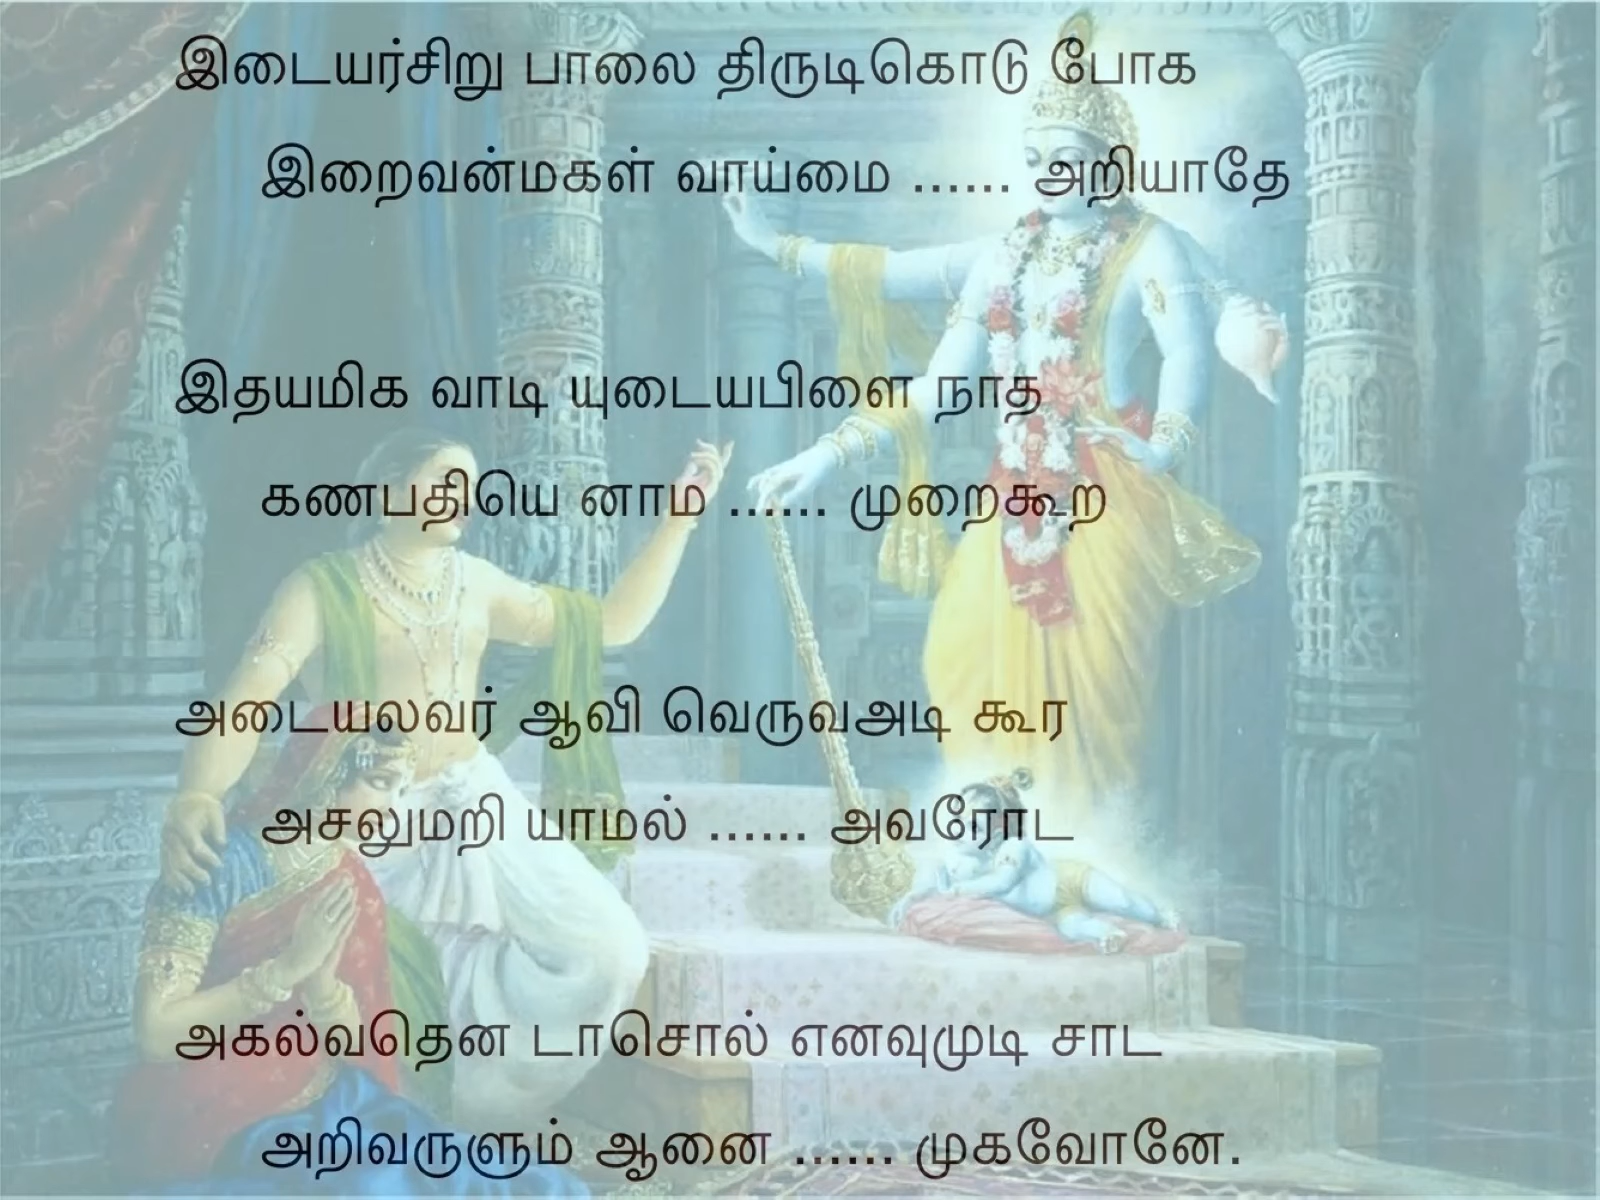 இடையர்சிறு பாலை திருடிகொடு போக
இறைவன்மகள் வாய்மை ...... அறியாதே
இதயமிக வாடி யுடையபிளை நாத
கணபதியெ னாம ...... முறைகூற
அடையலவர் ஆவி வெருவஅடி கூர
அசலுமறி யாமல் ...... அவரோட
அகல்வதென டாசொல் எனவுமுடி சாட
அறிவருளும் ஆனை ...... முகவோனே.